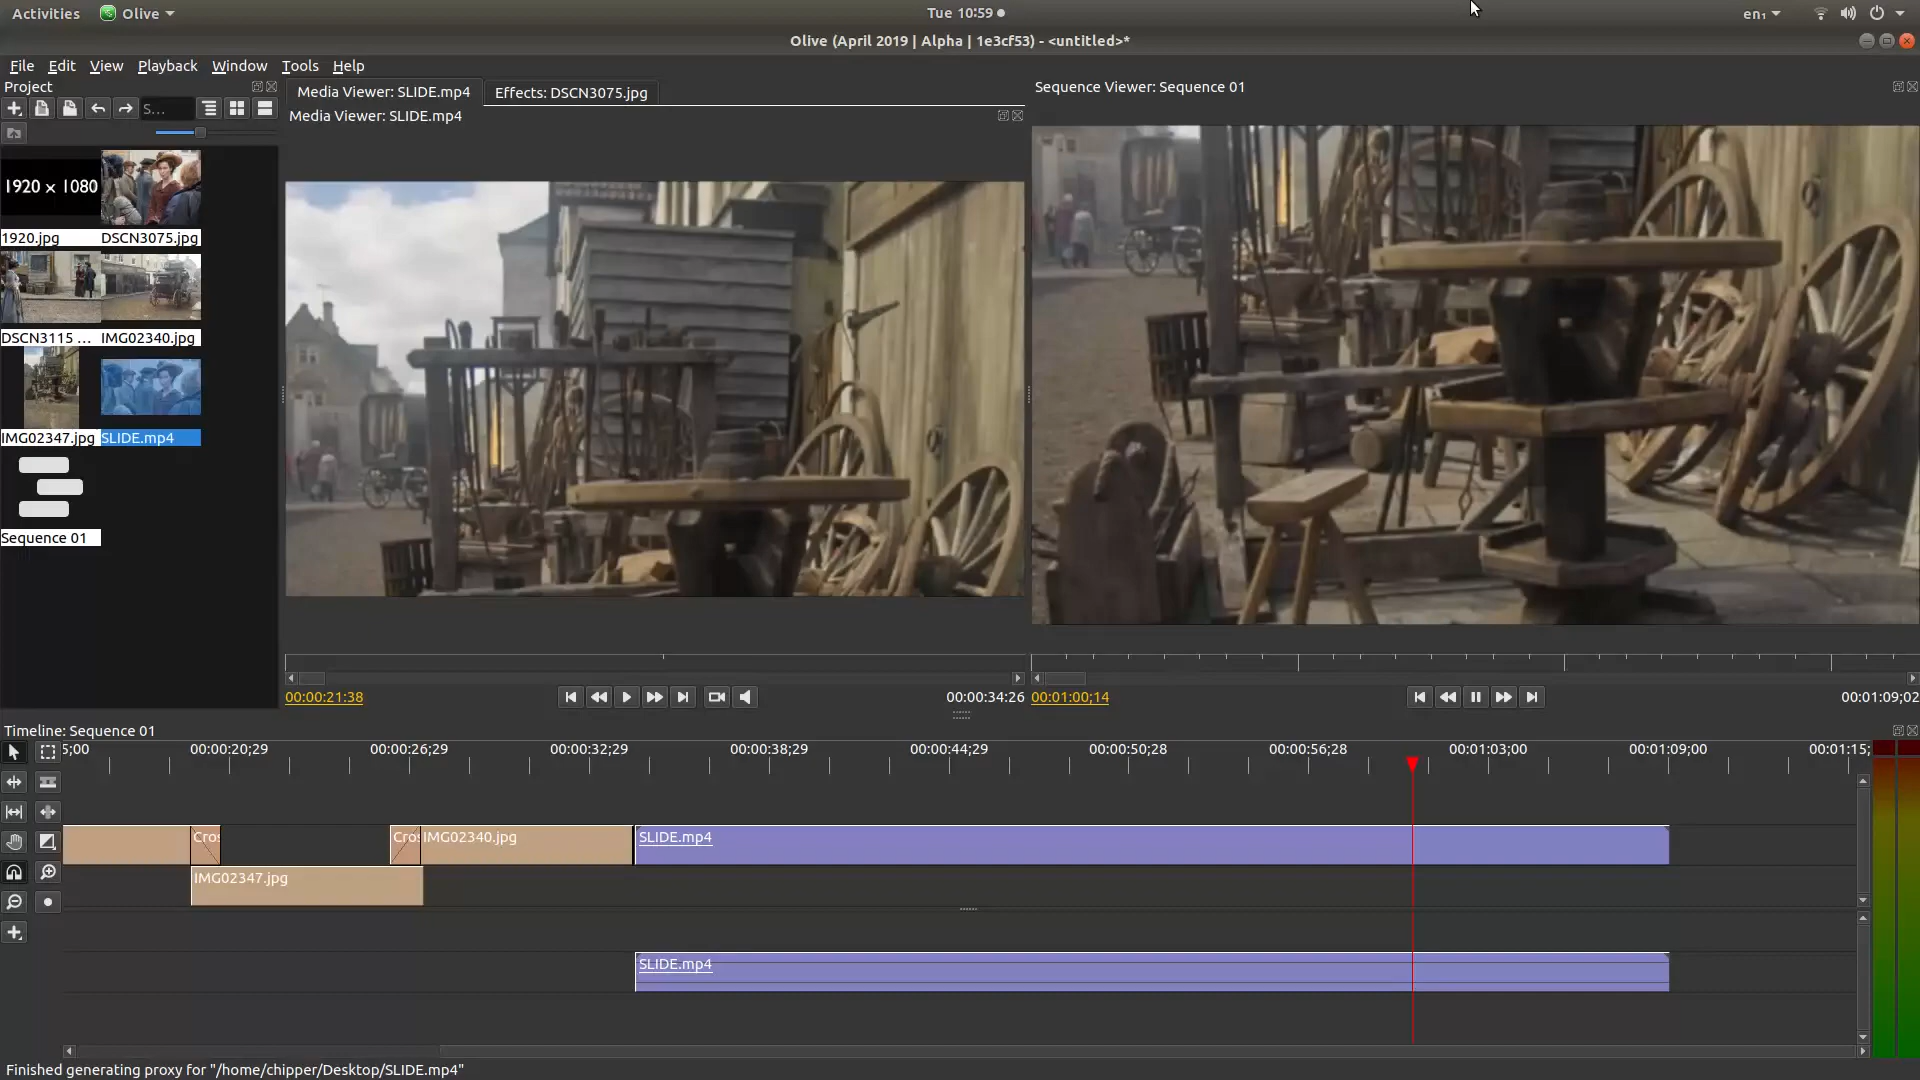 Activities Olive Tue 10:59 en₁
Olive (April 2019 | Alpha | 1e3cf53) - <untitled>*
File Edit View Playback Window Tools Help
Project
S...
1920 × 1080
1920.jpg DSCN3075.jpg
DSCN3115 ... IMG02340.jpg
IMG02347.jpg SLIDE.mp4
Sequence 01
Media Viewer: SLIDE.mp4 Effects: DSCN3075.jpg
Media Viewer: SLIDE.mp4
00:00:21:38 00:00:34:26
Sequence Viewer: Sequence 01
00:01:00;14 00:01:09;02
Timeline: Sequence 01
5;00 00:00:20;29 00:00:26;29 00:00:32;29 00:00:38;29 00:00:44;29 00:00:50;28 00:00:56;28 00:01:03;00 00:01:09;00 00:01:15;
Cros Cros IMG02340.jpg SLIDE.mp4
IMG02347.jpg
SLIDE.mp4
Finished generating proxy for "/home/chipper/Desktop/SLIDE.mp4"